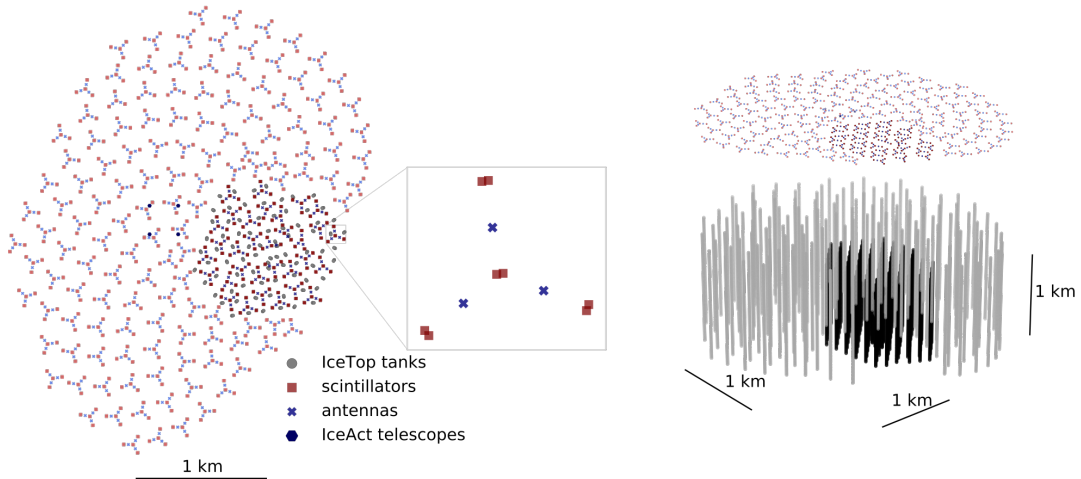 IceTop tanks
scintillators
antennas
IceAct telescopes
1 km
1 km
1 km
1 km